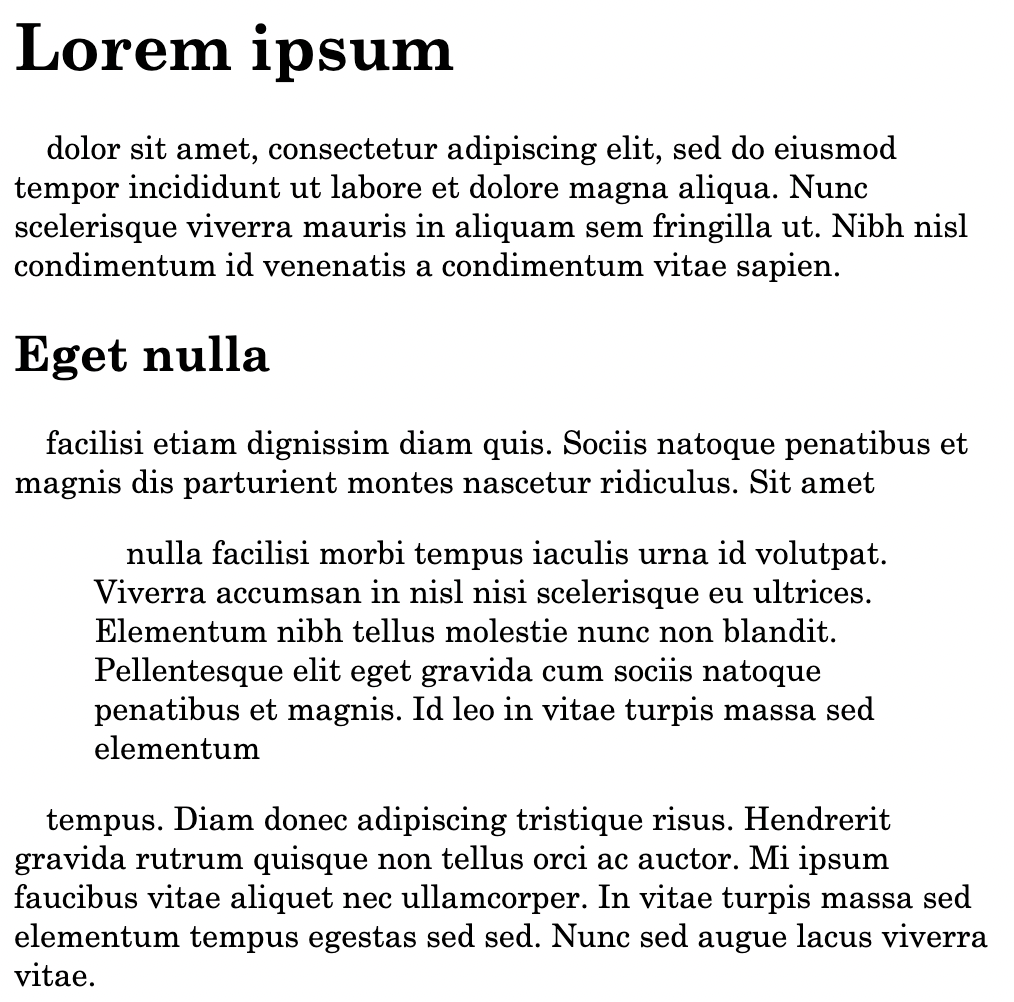 Lorem ipsum
dolor sit amet, consectetur adipiscing elit, sed do eiusmod
tempor incididunt ut labore et dolore magna aliqua. Nunc
scelerisque viverra mauris in aliquam sem fringilla ut. Nibh nisl
condimentum id venenatis a condimentum vitae sapien.
Eget nulla
facilisi etiam dignissim diam quis. Sociis natoque penatibus et
magnis dis parturient montes nascetur ridiculus. Sit amet
nulla facilisi morbi tempus iaculis urna id volutpat.
Viverra accumsan in nisl nisi scelerisque eu ultrices.
Elementum nibh tellus molestie nunc non blandit.
Pellentesque elit eget gravida cum sociis natoque
penatibus et magnis. Id leo in vitae turpis massa sed
elementum
tempus. Diam donec adipiscing tristique risus. Hendrerit
gravida rutrum quisque non tellus orci ac auctor. Mi ipsum
faucibus vitae aliquet nec ullamcorper. In vitae turpis massa sed
elementum tempus egestas sed sed. Nunc sed augue lacus viverra
vitae.